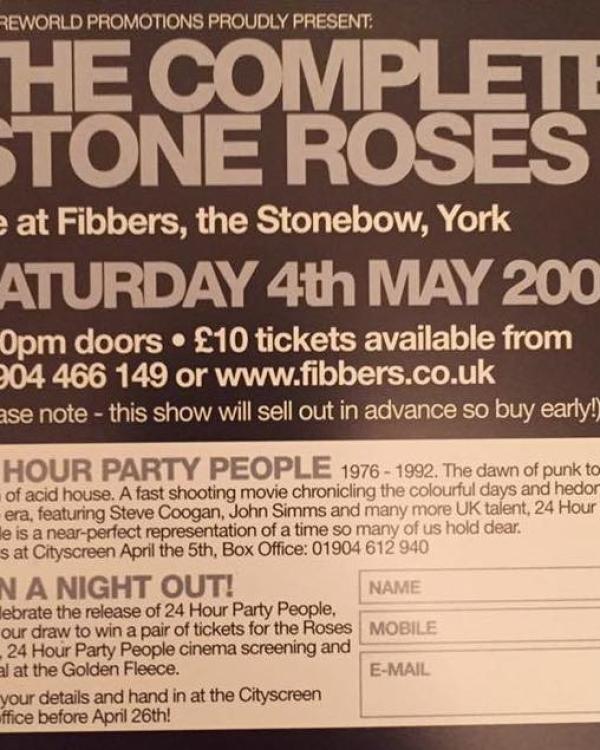 REWORLD PROMOTIONS PROUDLY PRESENT:
THE COMPLETE
STONE ROSES
e at Fibbers, the Stonebow, York
ATURDAY 4th MAY 200
0pm doors • £10 tickets available from
904 466 149 or www.fibbers.co.uk
ase note - this show will sell out in advance so buy early!)
HOUR PARTY PEOPLE 1976 - 1992. The dawn of punk to
of acid house. A fast shooting movie chronicling the colourful days and hedon
era, featuring Steve Coogan, John Simms and many more UK talent, 24 Hour
le is a near-perfect representation of a time so many of us hold dear.
s at Cityscreen April the 5th, Box Office: 01904 612 940
N A NIGHT OUT!
lebrate the release of 24 Hour Party People,
our draw to win a pair of tickets for the Roses
, 24 Hour Party People cinema screening and
al at the Golden Fleece.
your details and hand in at the Cityscreen
ffice before April 26th!
NAME
MOBILE
E-MAIL